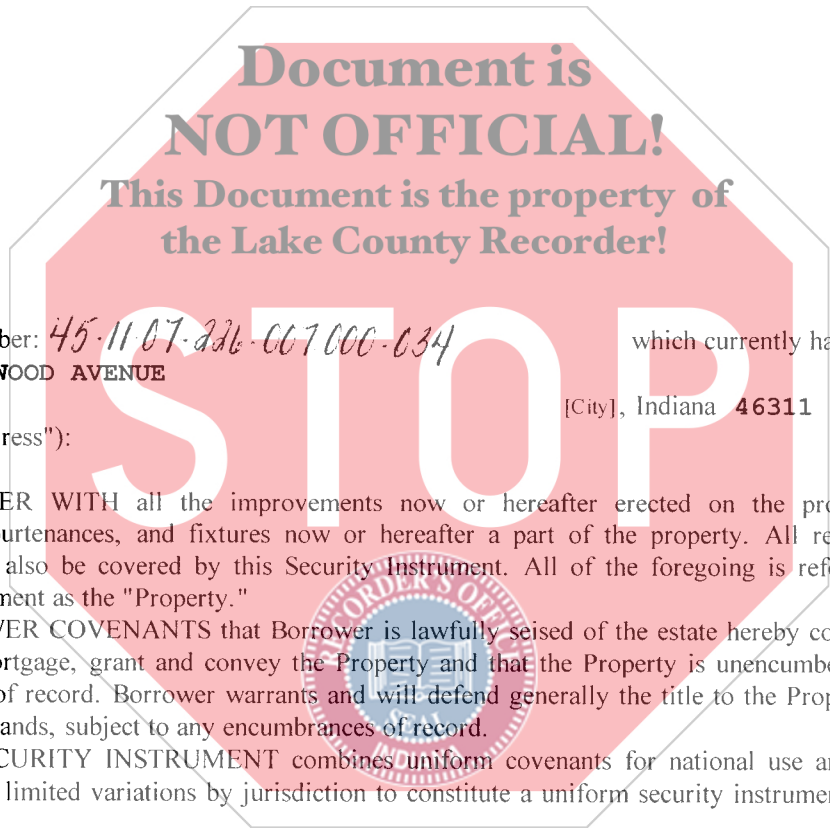 Document is
NOT OFFICIAL!
This Document is the property of
the Lake County Recorder!
STOP
ber: 45-11-07-226-007.000-034 which currently ha
WOOD AVENUE
[City], Indiana 46311
ress"):
ER WITH all the improvements now or hereafter erected on the pro
urtenances, and fixtures now or hereafter a part of the property. All re
also be covered by this Security Instrument. All of the foregoing is refe
ment as the "Property."
WER COVENANTS that Borrower is lawfully seised of the estate hereby co
ortgage, grant and convey the Property and that the Property is unencumbe
of record. Borrower warrants and will defend generally the title to the Prop
ands, subject to any encumbrances of record.
CURITY INSTRUMENT combines uniform covenants for national use an
limited variations by jurisdiction to constitute a uniform security instrumen
RECORDER'S OFFICE
SEAL
INDIANA